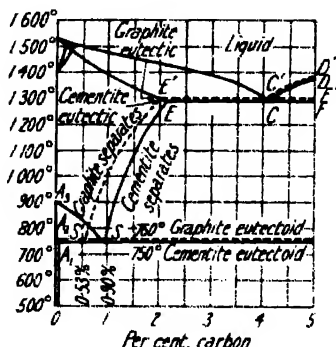 1600°
1500°
1400°
1300°
1200°
1100°
1000°
900°
800°
700°
600°
500°
Graphite
eutectic
Liquid
Cementite
eutectic
E'
E
C'
C
D'
D
F'
F
Graphite separates
Cementite
separates
A₃
A₂
A₁
S'
S
760° Graphite eutectoid
750° Cementite eutectoid
0·53%
0·90%
0 1 2 3 4 5
Per cent. carbon